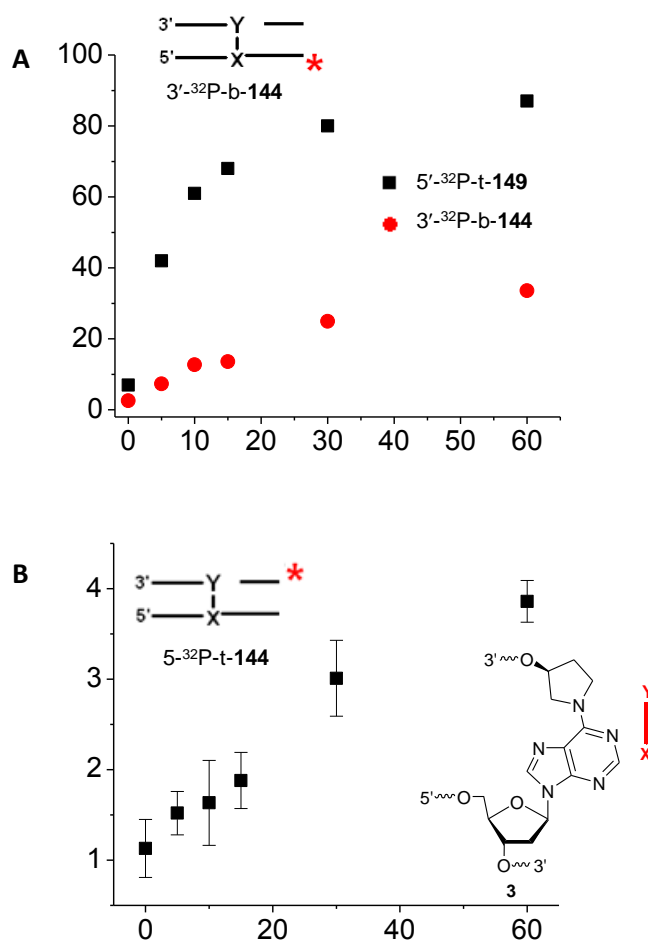 A
3' Y
5' X *
3′-³²P-b-144
100
80
60
40
20
0
5′-³²P-t-149
3′-³²P-b-144
0 10 20 30 40 50 60
B
3' Y *
5' X
5-³²P-t-144
4
3
2
1
0 20 40 60
3' O
N
N N
N N
5' O O
O 3'
3
Y
X